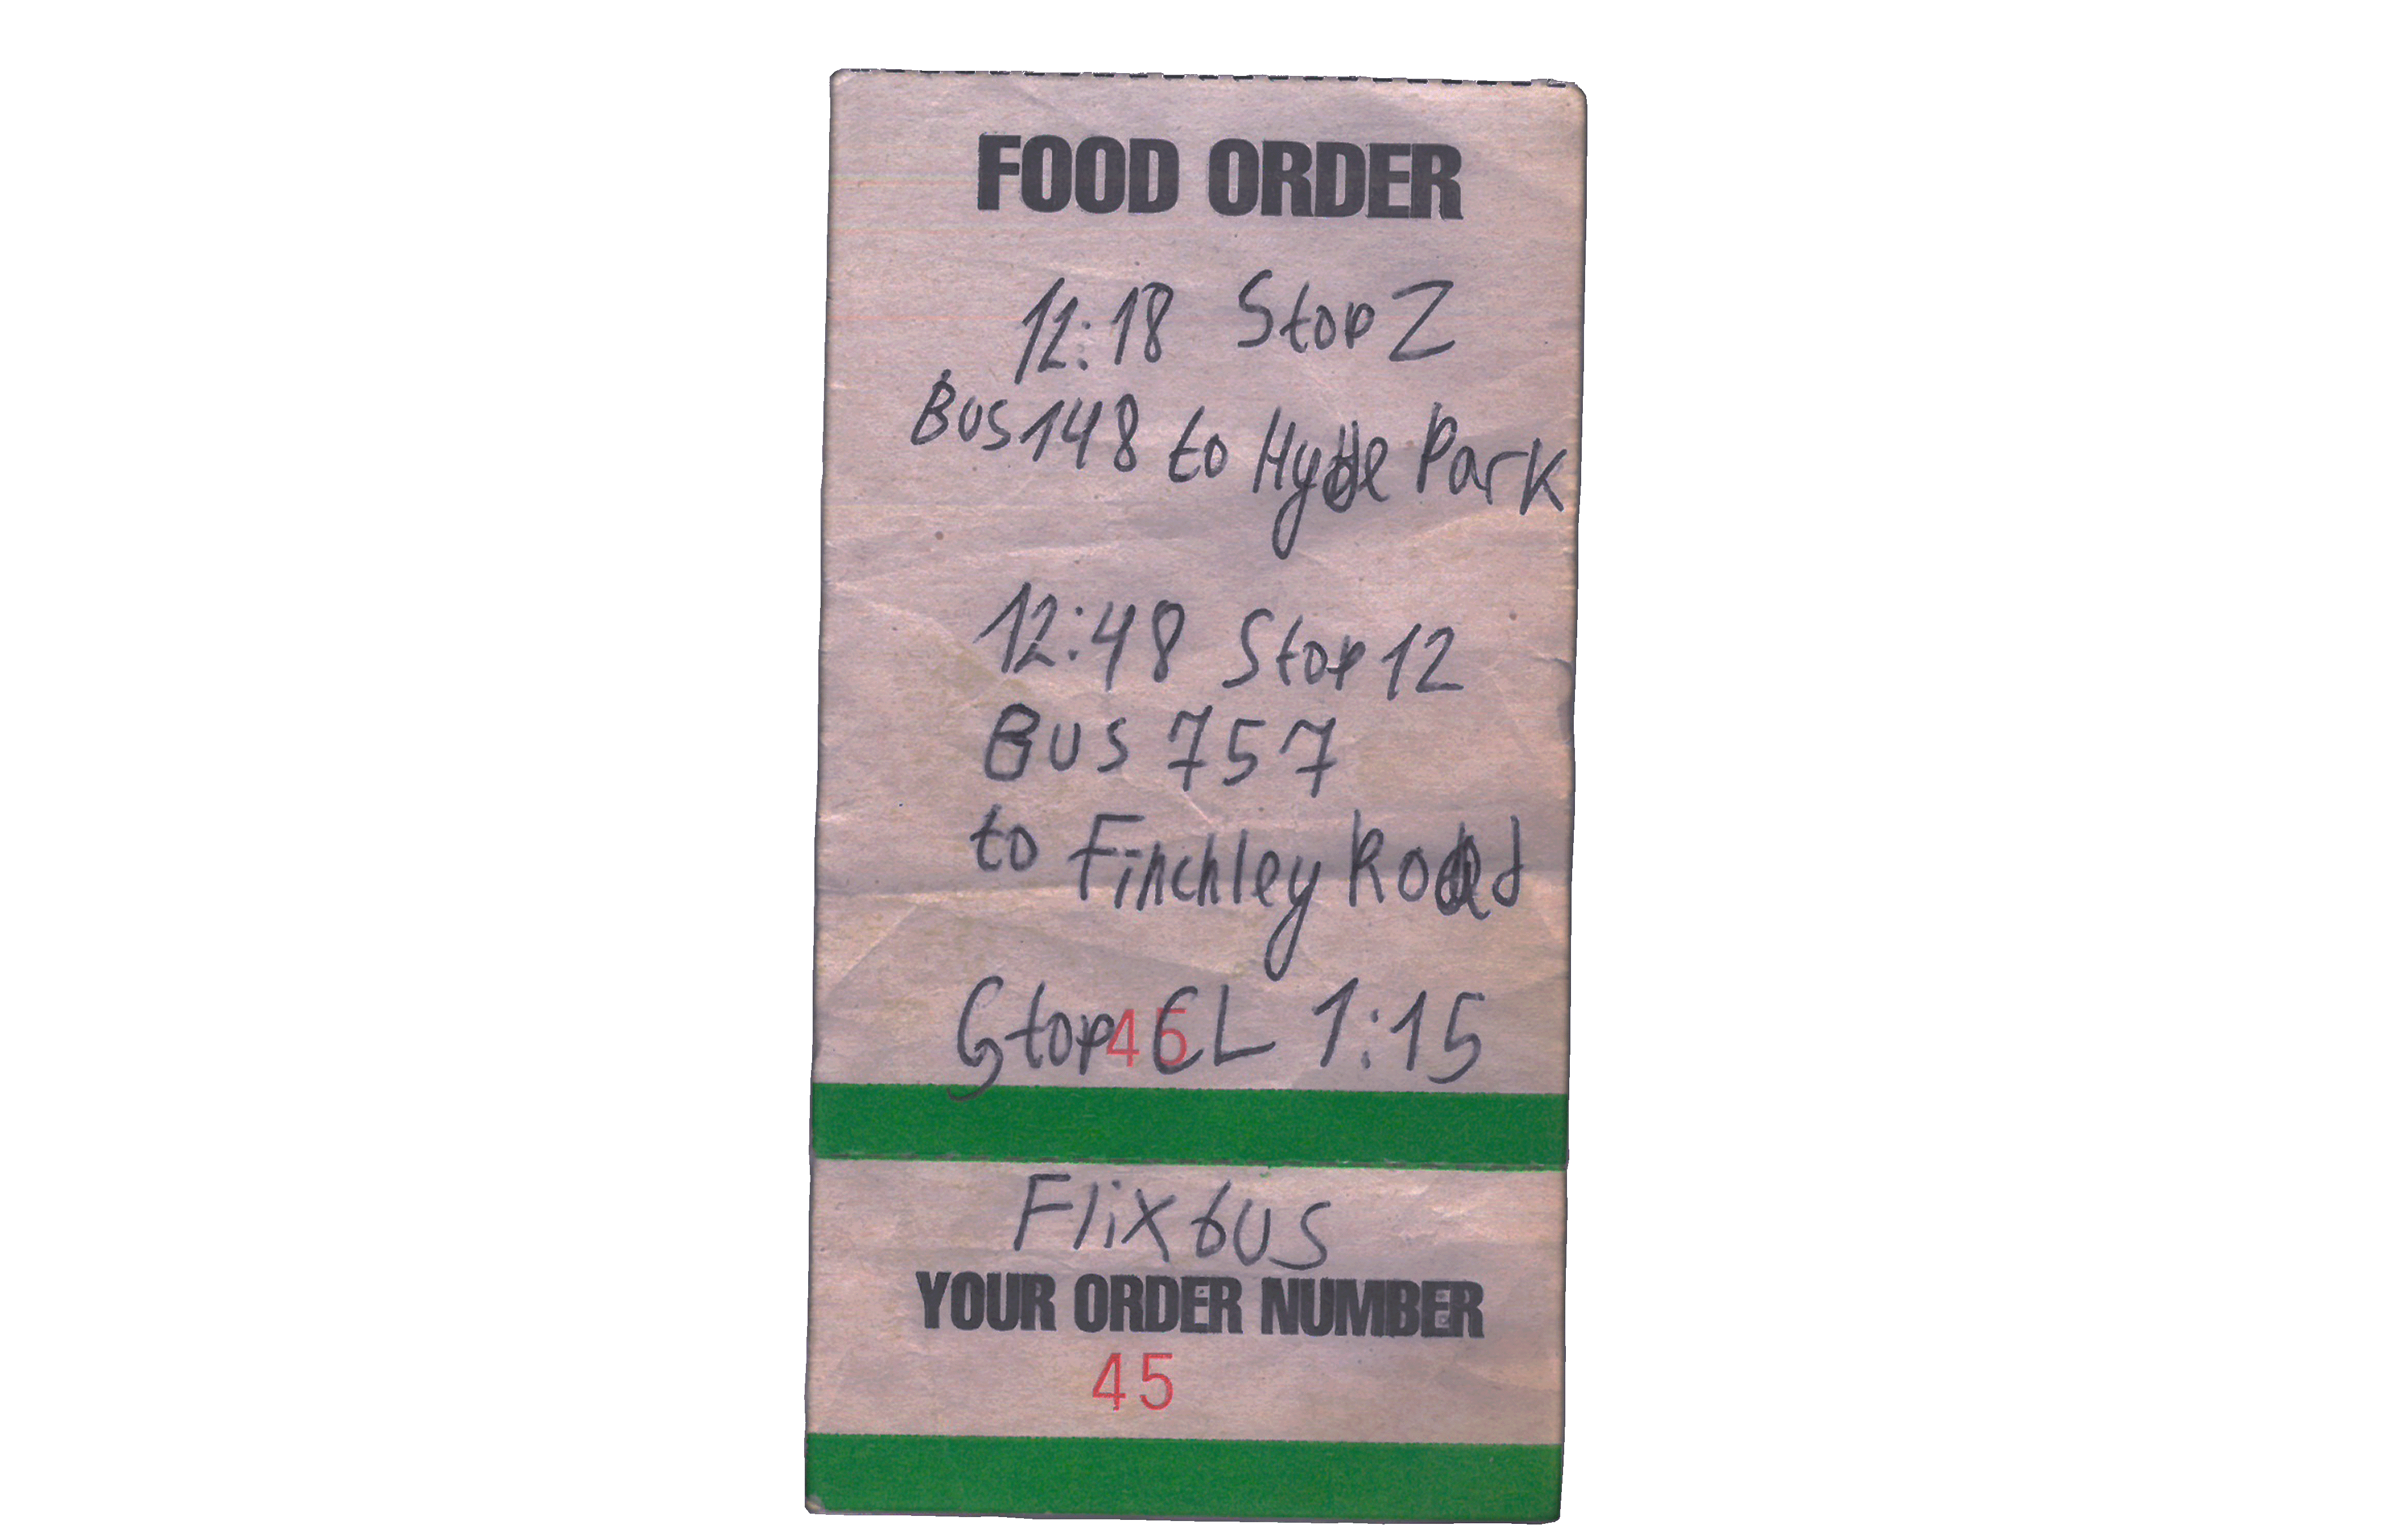 FOOD ORDER
12:18 Stop Z
Bus 148 to Hyde Park
12:48 Stop 12
Bus 757
to Finchley Road
45
Stop CL 1:15
Flixbus
YOUR ORDER NUMBER
45